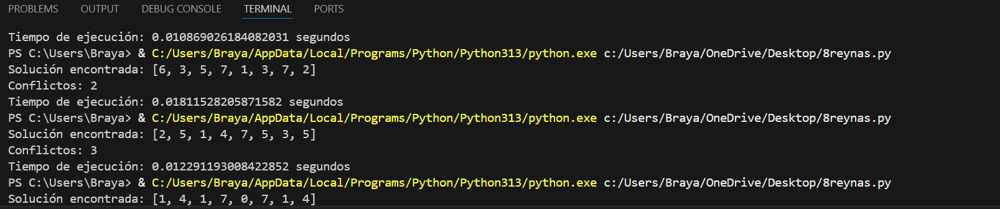 PROBLEMS OUTPUT DEBUG CONSOLE TERMINAL PORTS
Tiempo de ejecución: 0.010869026184082031 segundos
PS C:\Users\Braya> & C:/Users/Braya/AppData/Local/Programs/Python/Python313/python.exe c:/Users/Braya/OneDrive/Desktop/8reynas.py
Solución encontrada: [6, 3, 5, 7, 1, 3, 7, 2]
Conflictos: 2
Tiempo de ejecución: 0.01811528205871582 segundos
PS C:\Users\Braya> & C:/Users/Braya/AppData/Local/Programs/Python/Python313/python.exe c:/Users/Braya/OneDrive/Desktop/8reynas.py
Solución encontrada: [2, 5, 1, 4, 7, 5, 3, 5]
Conflictos: 3
Tiempo de ejecución: 0.012291193008422852 segundos
PS C:\Users\Braya> & C:/Users/Braya/AppData/Local/Programs/Python/Python313/python.exe c:/Users/Braya/OneDrive/Desktop/8reynas.py
Solución encontrada: [1, 4, 1, 7, 0, 7, 1, 4]